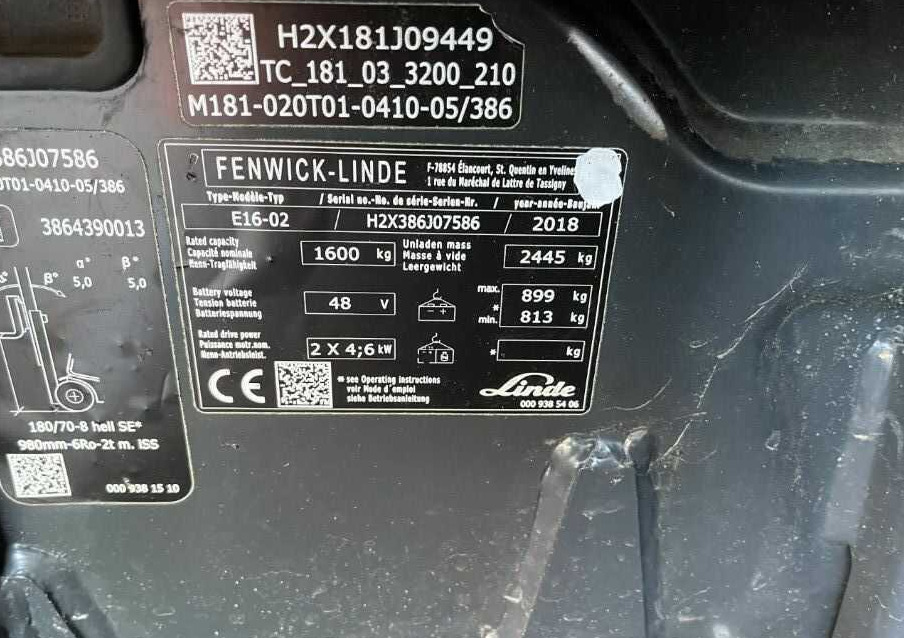 H2X181J09449
TC_181_03_3200_210
M181-020T01-0410-05/386
386J07586
0T01-0410-05/386
3864390013
α° β°
β° 5,0 5,0
180/70-8 hell SE*
980mm-6Ro-2t m. ISS
000 938 15 10
FENWICK-LINDE
F-78854 Élancourt, St. Quentin en Yvelines
1 rue du Maréchal de Lattre de Tassigny
Type-Modèle-Typ / Serial no.-No. de série-Serien-Nr. / year-année-Baujahr
E16-02 / H2X386J07586 / 2018
Rated capacity
Capacité nominale
Nenn-Tragfähigkeit
1600 kg
Unladen mass
Masse à vide
Leergewicht
2445 kg
Battery voltage
Tension batterie
Batteriespannung
48 V
- +
max. 899 kg
*
min. 813 kg
Rated drive power
Puissance motr.nom.
Nenn-Antriebsleist.
2 X 4;6 kW
* kg
CE
* see Operating Instructions
voir Mode d'emploi
siehe Betriebsanleitung
Linde
000 938 54 06